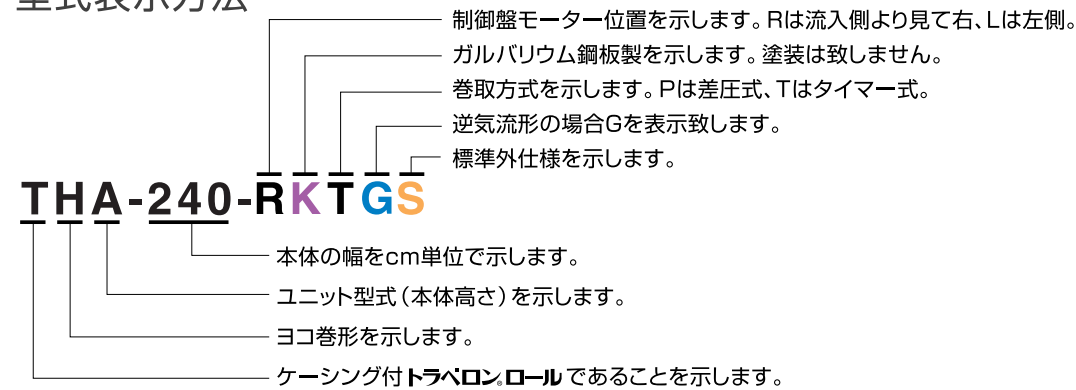 型式表示方法
制御盤モーター位置を示します。Rは流入側より見て右、Lは左側。
ガルバリウム鋼板製を示します。塗装は致しません。
巻取方式を示します。Pは差圧式、Tはタイマー式。
逆気流形の場合Gを表示致します。
標準外仕様を示します。
THA-240-RKTGS
本体の幅をcm単位で示します。
ユニット型式(本体高さ)を示します。
ヨコ巻形を示します。
ケーシング付トラベロン®ロールであることを示します。